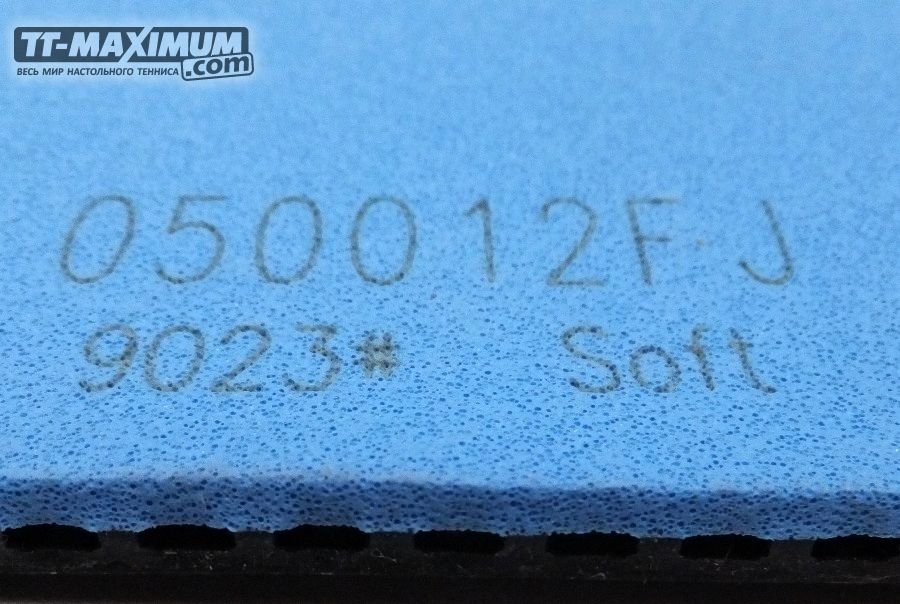 TT-MAXIMUM
.com
ВЕСЬ МИР НАСТОЛЬНОГО ТЕННИСА
050012F J
9023# Soft